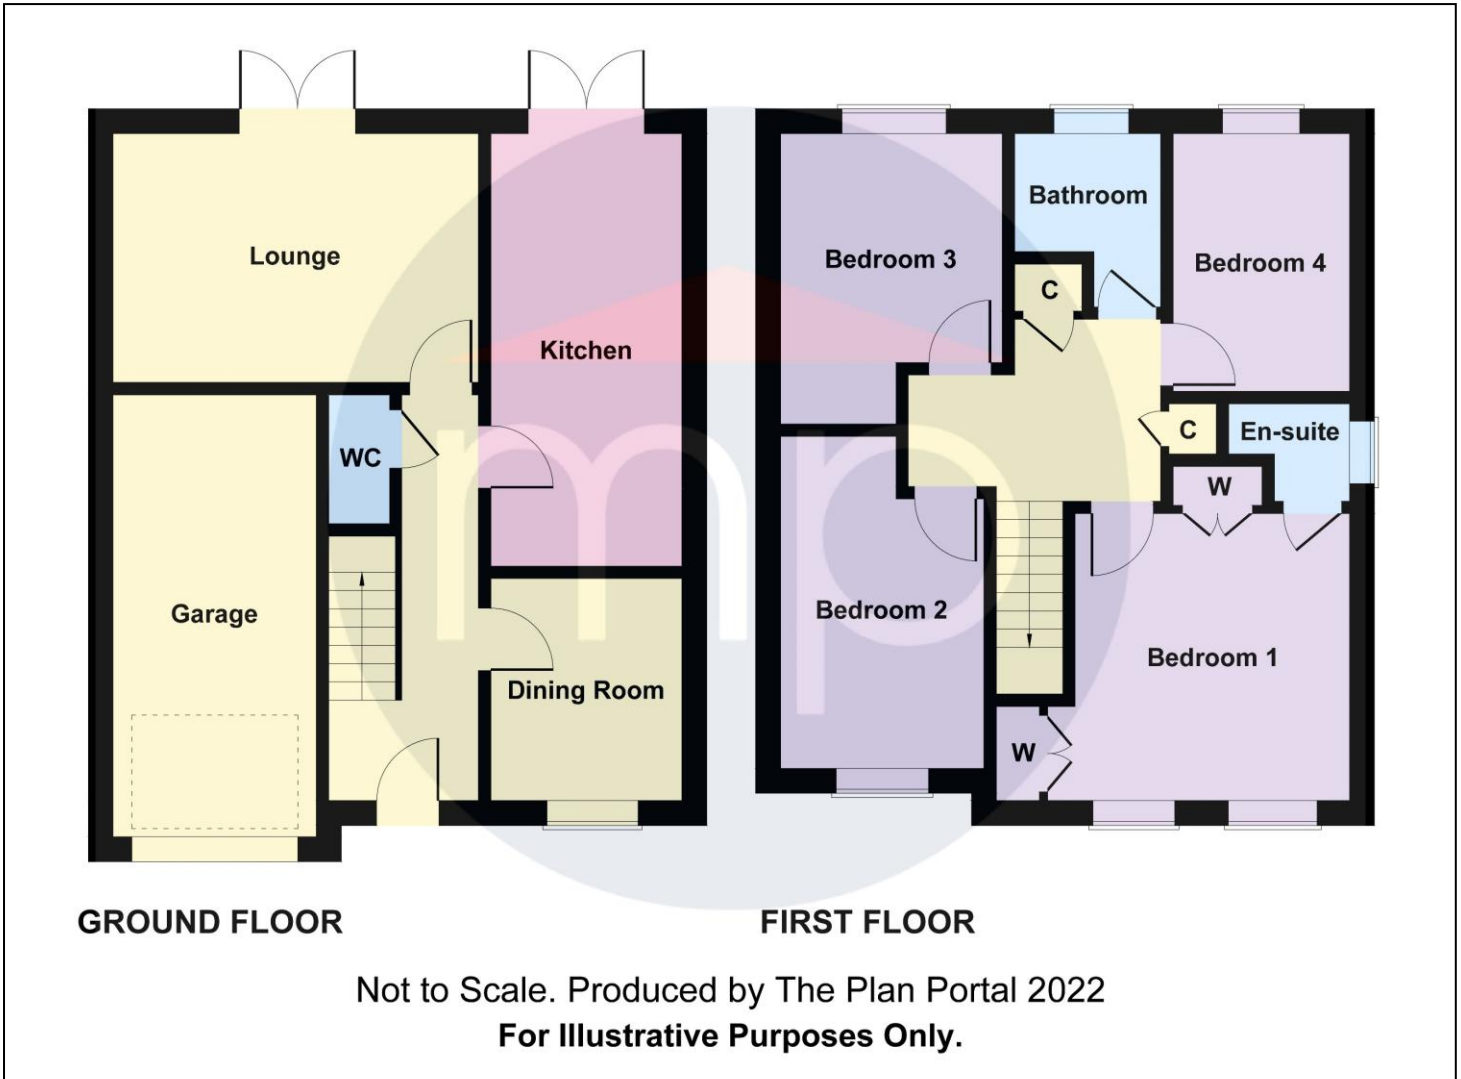 Lounge
Kitchen
WC
Garage
Dining Room
Bedroom 3
Bathroom
Bedroom 4
C
C
En-suite
W
Bedroom 2
Bedroom 1
W
mp
GROUND FLOOR
FIRST FLOOR
Not to Scale. Produced by The Plan Portal 2022
For Illustrative Purposes Only.